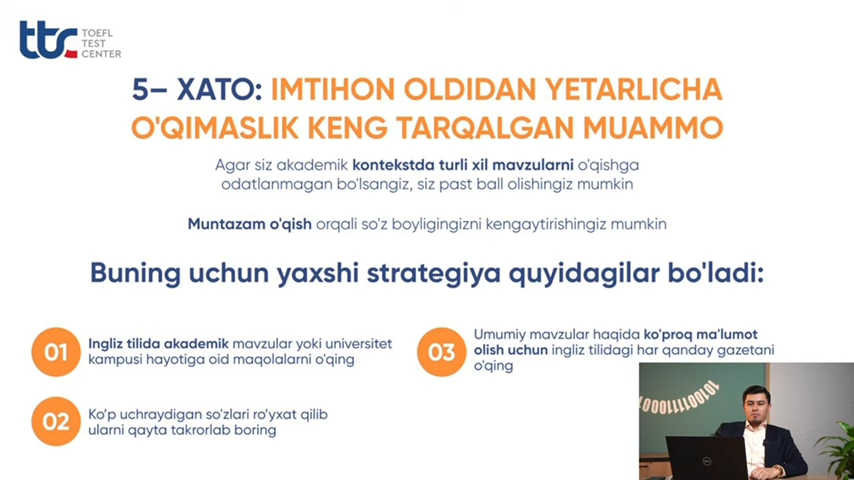 ttc TOEFL
TEST
CENTER
5– XATO: IMTIHON OLDIDAN YETARLICHA
O'QIMASLIK KENG TARQALGAN MUAMMO
Agar siz akademik kontekstda turli xil mavzularni o'qishga
odatlanmagan bo'lsangiz, siz past ball olishingiz mumkin
Muntazam o'qish orqali so'z boyligingizni kengaytirishingiz mumkin
Buning uchun yaxshi strategiya quyidagilar bo'ladi:
01
Ingliz tilida akademik mavzular yoki universitet
kampusi hayotiga oid maqolalarni o'qing
02
Ko’p uchraydigan so'zlari ro’yxat qilib
ularni qayta takrorlab boring
03
Umumiy mavzular haqida ko'proq ma'lumot
olish uchun ingliz tilidagi har qanday gazetani
o'qing
DELL